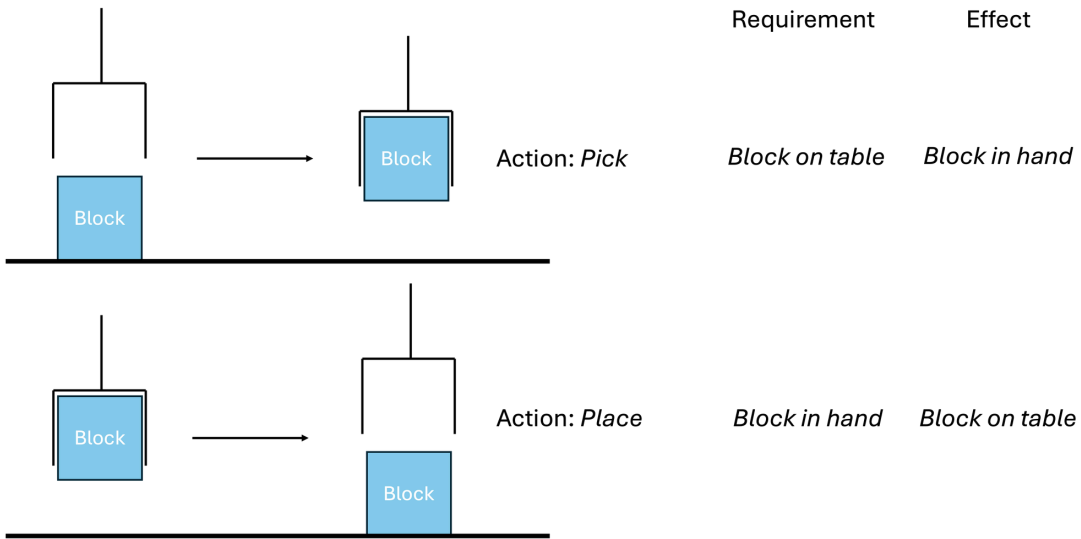 Requirement Effect
Block
Block
Action: Pick
Block on table
Block in hand
Block
Block
Action: Place
Block in hand
Block on table